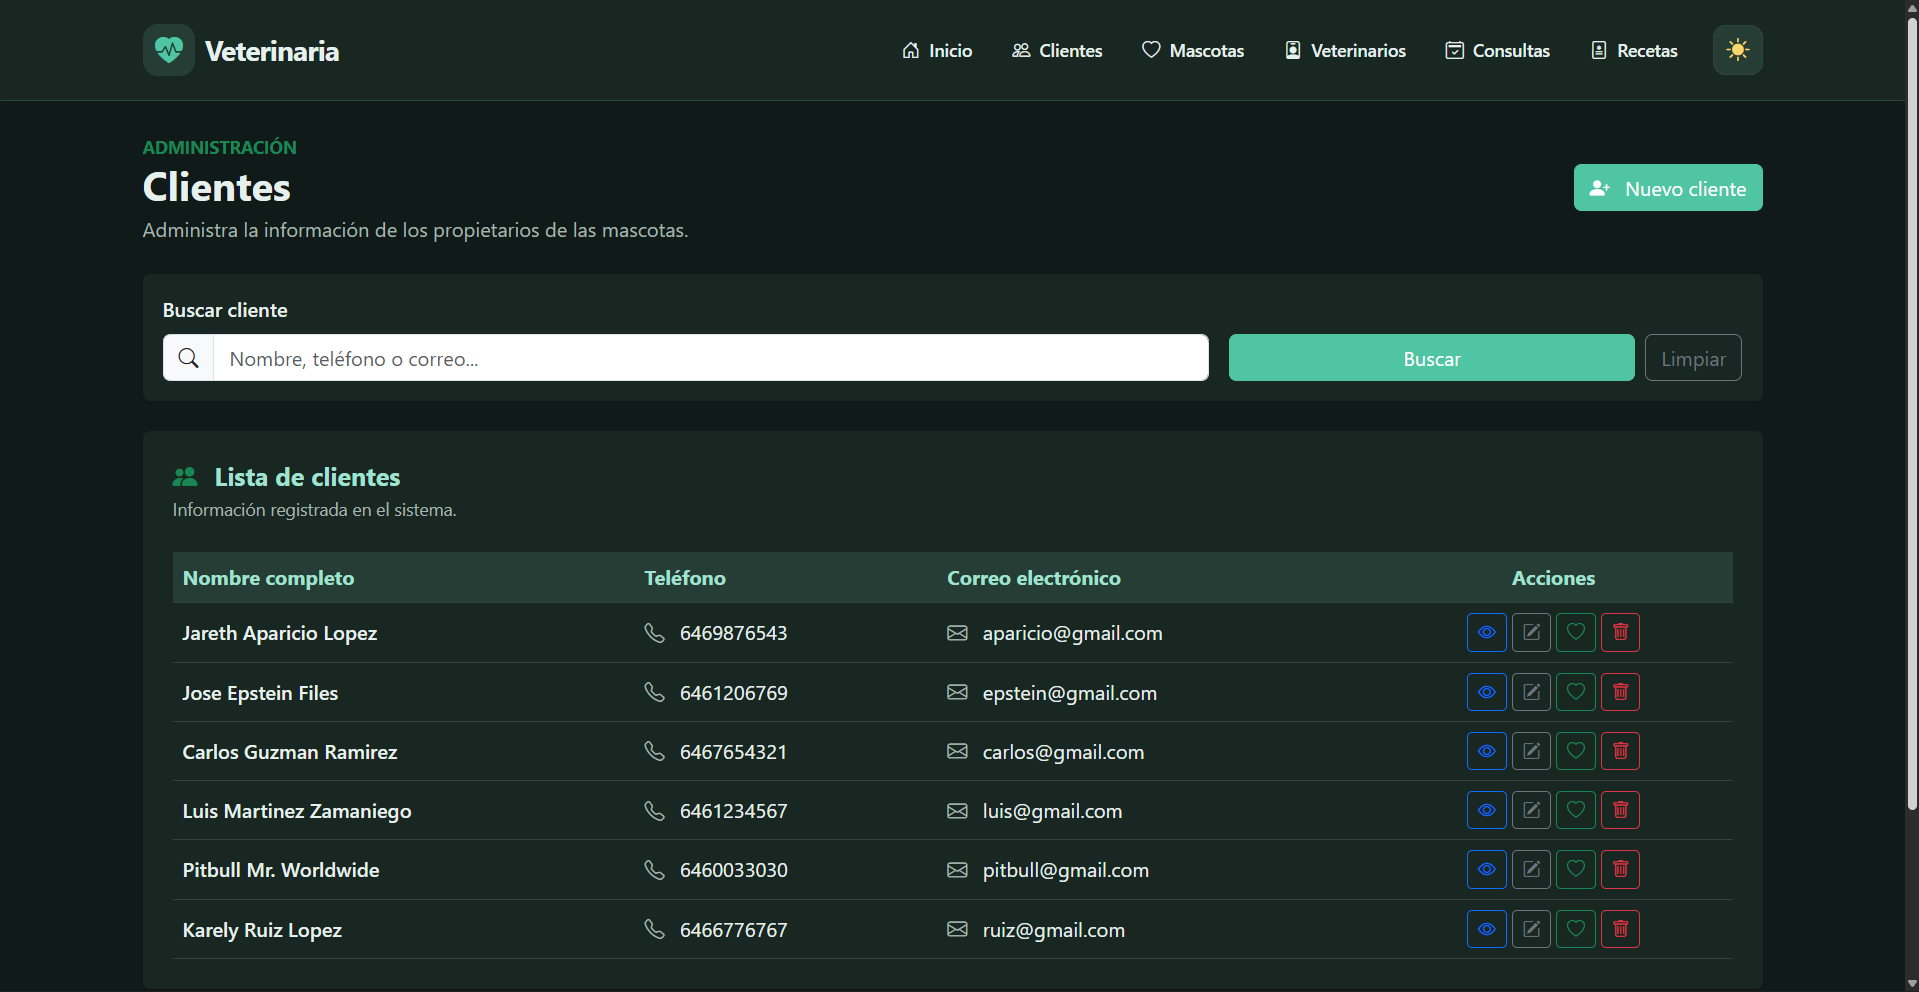 Veterinaria
Inicio
Clientes
Mascotas
Veterinarios
Consultas
Recetas
ADMINISTRACIÓN
Clientes
Administra la información de los propietarios de las mascotas.
Nuevo cliente
Buscar cliente
Nombre, teléfono o correo...
Buscar
Limpiar
Lista de clientes
Información registrada en el sistema.
Nombre completo Teléfono Correo electrónico Acciones
Jareth Aparicio Lopez 6469876543 aparicio@gmail.com
Jose Epstein Files 6461206769 epstein@gmail.com
Carlos Guzman Ramirez 6467654321 carlos@gmail.com
Luis Martinez Zamaniego 6461234567 luis@gmail.com
Pitbull Mr. Worldwide 6460033030 pitbull@gmail.com
Karely Ruiz Lopez 6466776767 ruiz@gmail.com